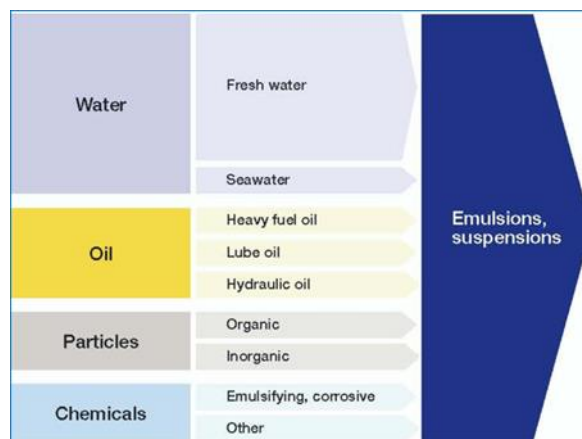 Water
Fresh water
Seawater
Oil
Heavy fuel oil
Lube oil
Hydraulic oil
Particles
Organic
Inorganic
Chemicals
Emulsifying, corrosive
Other
Emulsions,
suspensions